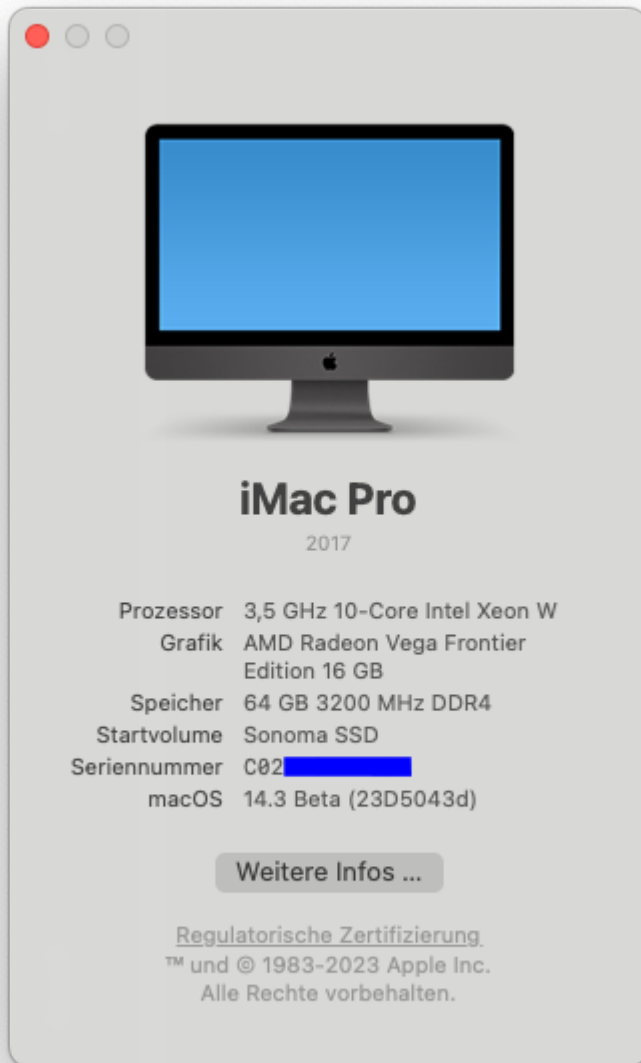 iMac Pro
2017
Prozessor 3,5 GHz 10-Core Intel Xeon W
Grafik AMD Radeon Vega Frontier
Edition 16 GB
Speicher 64 GB 3200 MHz DDR4
Startvolume Sonoma SSD
Seriennummer C02
macOS 14.3 Beta (23D5043d)
Weitere Infos ...
Regulatorische Zertifizierung
™ und © 1983-2023 Apple Inc.
Alle Rechte vorbehalten.